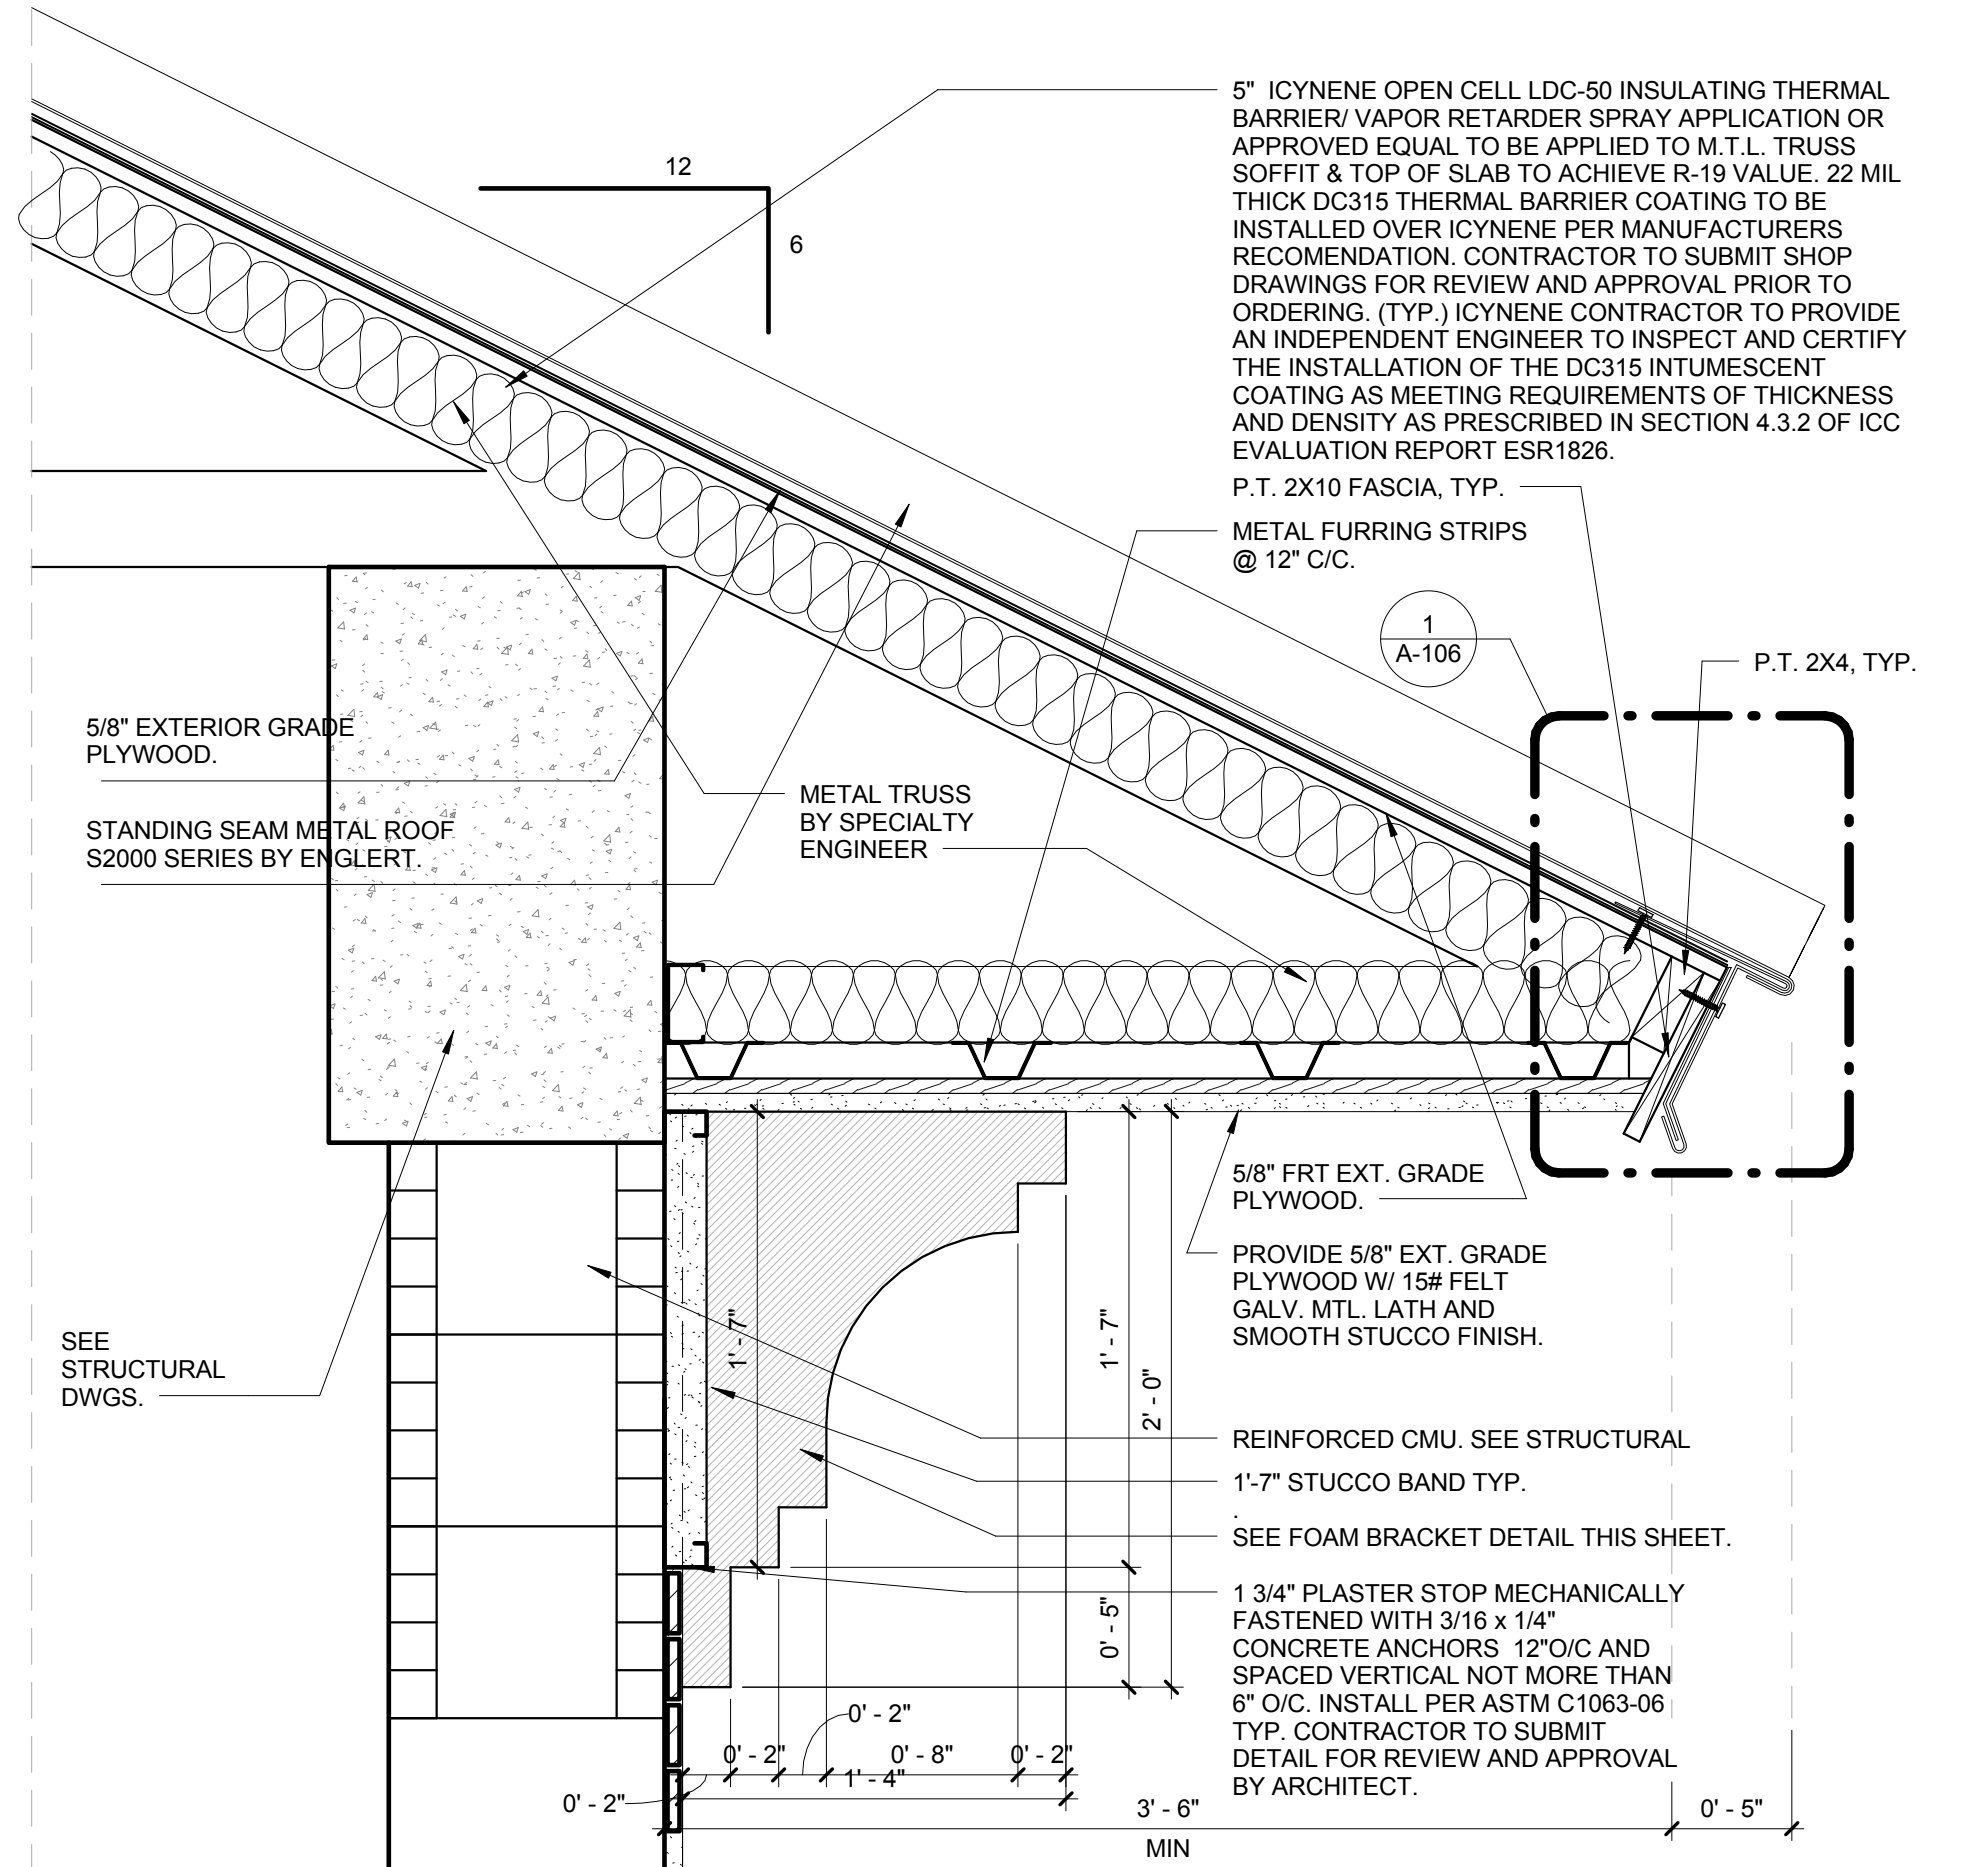 5" ICYNENE OPEN CELL LDC-50 INSULATING THERMAL
BARRIER/ VAPOR RETARDER SPRAY APPLICATION OR
APPROVED EQUAL TO BE APPLIED TO M.T.L. TRUSS
SOFFIT & TOP OF SLAB TO ACHIEVE R-19 VALUE. 22 MIL
THICK DC315 THERMAL BARRIER COATING TO BE
INSTALLED OVER ICYNENE PER MANUFACTURERS
RECOMENDATION. CONTRACTOR TO SUBMIT SHOP
DRAWINGS FOR REVIEW AND APPROVAL PRIOR TO
ORDERING. (TYP.) ICYNENE CONTRACTOR TO PROVIDE
AN INDEPENDENT ENGINEER TO INSPECT AND CERTIFY
THE INSTALLATION OF THE DC315 INTUMESCENT
COATING AS MEETING REQUIREMENTS OF THICKNESS
AND DENSITY AS PRESCRIBED IN SECTION 4.3.2 OF ICC
EVALUATION REPORT ESR1826.
12
6
P.T. 2X10 FASCIA, TYP.
METAL FURRING STRIPS
@ 12" C/C.
1
A-106
P.T. 2X4, TYP.
5/8" EXTERIOR GRADE
PLYWOOD.
STANDING SEAM METAL ROOF
S2000 SERIES BY ENGLERT.
METAL TRUSS
BY SPECIALTY
ENGINEER
5/8" FRT EXT. GRADE
PLYWOOD.
PROVIDE 5/8" EXT. GRADE
PLYWOOD W/ 15# FELT
GALV. MTL. LATH AND
SMOOTH STUCCO FINISH.
SEE
STRUCTURAL
DWGS.
1' - 7"
1' - 7"
2' - 0"
REINFORCED CMU. SEE STRUCTURAL
1'-7" STUCCO BAND TYP.
.
SEE FOAM BRACKET DETAIL THIS SHEET.
1 3/4" PLASTER STOP MECHANICALLY
FASTENED WITH 3/16 x 1/4"
CONCRETE ANCHORS  12"O/C AND
SPACED VERTICAL NOT MORE THAN
6" O/C. INSTALL PER ASTM C1063-06
TYP. CONTRACTOR TO SUBMIT
DETAIL FOR REVIEW AND APPROVAL
BY ARCHITECT.
0' - 5"
0' - 2"
0' - 2"
0' - 8"
0' - 2"
1' - 4"
0' - 2"
3' - 6"
MIN
0' - 5"